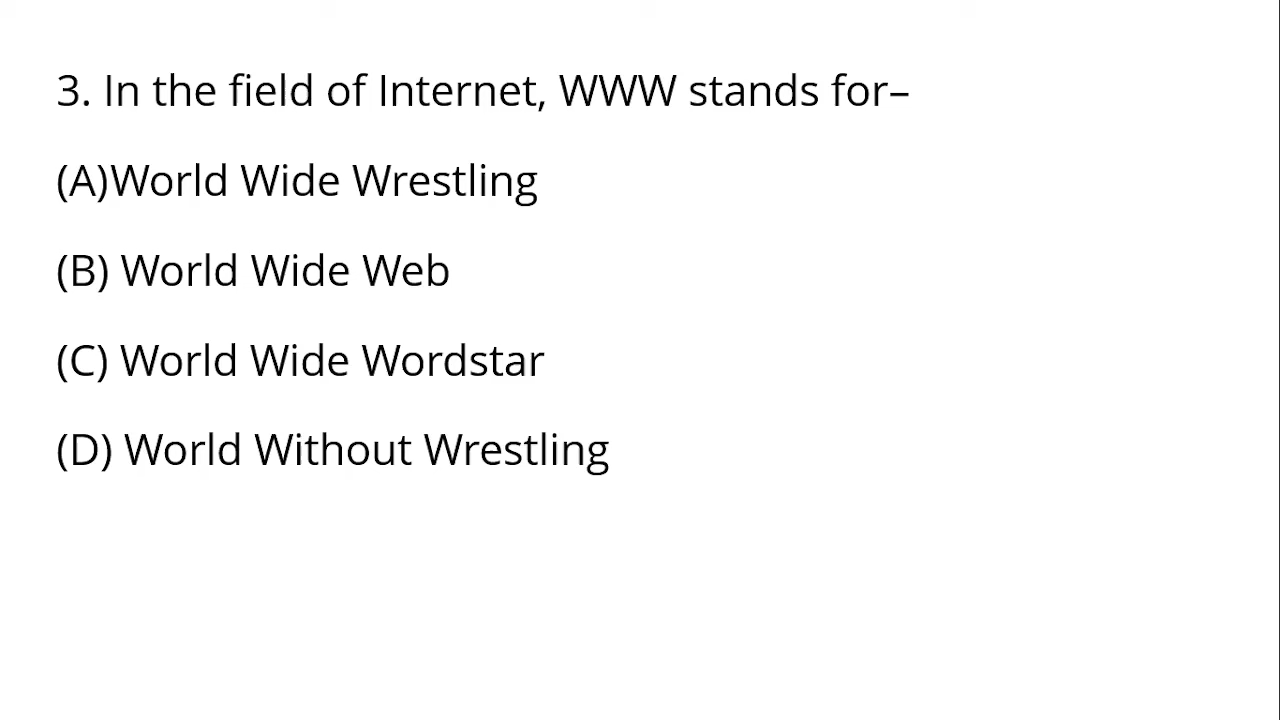 3. In the field of Internet, WWW stands for–
(A)World Wide Wrestling
(B) World Wide Web
(C) World Wide Wordstar
(D) World Without Wrestling